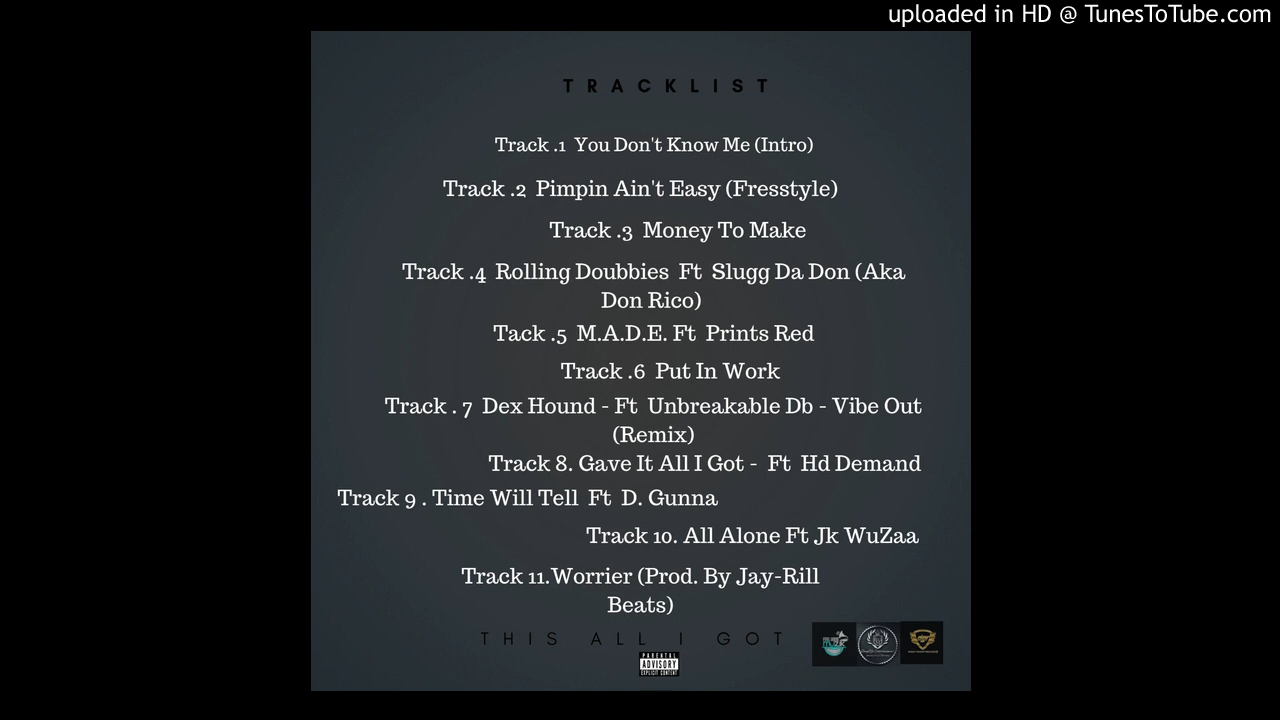 uploaded in HD @ TunesToTube.com
TRACKLIST
Track .1 You Don't Know Me (Intro)
Track .2 Pimpin Ain't Easy (Fresstyle)
Track .3 Money To Make
Track .4 Rolling Doubbies Ft Slugg Da Don (Aka
Don Rico)
Tack .5 M.A.D.E. Ft Prints Red
Track .6 Put In Work
Track . 7 Dex Hound - Ft Unbreakable Db - Vibe Out
(Remix)
Track 8. Gave It All I Got - Ft Hd Demand
Track 9 . Time Will Tell Ft D. Gunna
Track 10. All Alone Ft Jk WuZaa
Track 11.Worrier (Prod. By Jay-Rill
Beats)
THIS ALL I GOT
PARENTAL
ADVISORY
EXPLICIT CONTENT